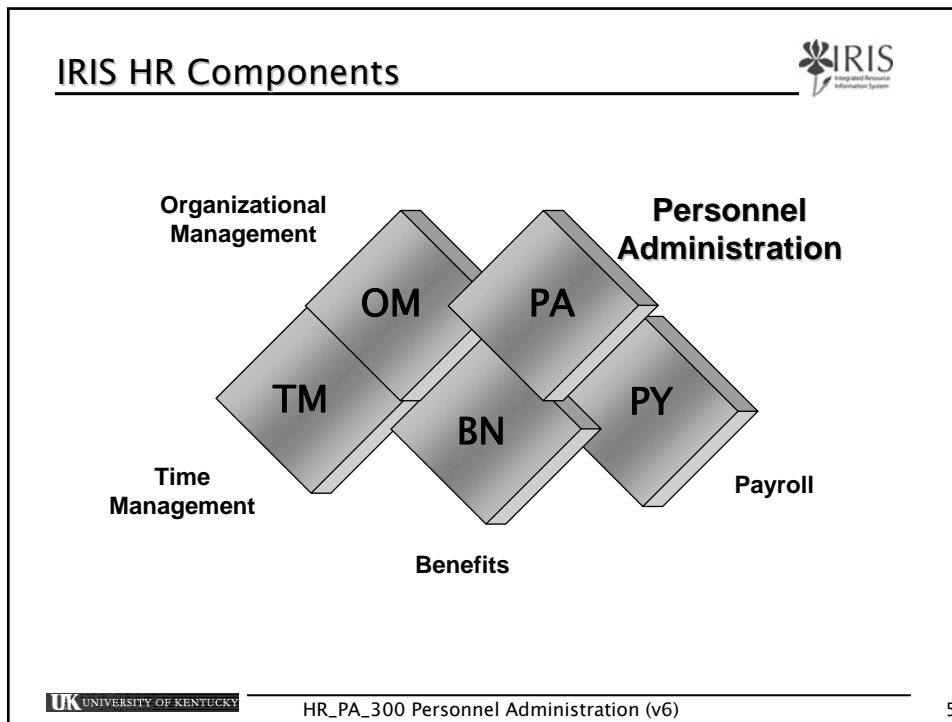 IRIS HR Components
IRIS
Integrated Resource
Information System
Organizational
Management
Personnel
Administration
OM
PA
TM
BN
PY
Time
Management
Payroll
Benefits
UK UNIVERSITY OF KENTUCKY
HR_PA_300 Personnel Administration (v6)